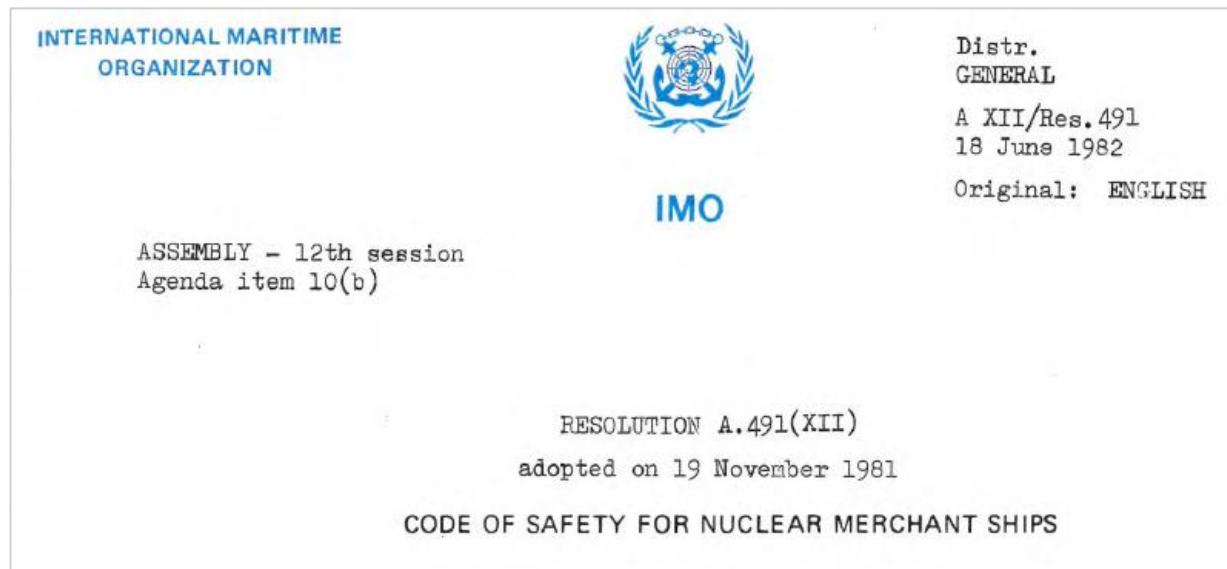 INTERNATIONAL MARITIME
ORGANIZATION
IMO
Distr.
GENERAL
A XII/Res.491
18 June 1982
Original: ENGLISH
ASSEMBLY – 12th session
Agenda item 10(b)
RESOLUTION A.491(XII)
adopted on 19 November 1981
CODE OF SAFETY FOR NUCLEAR MERCHANT SHIPS